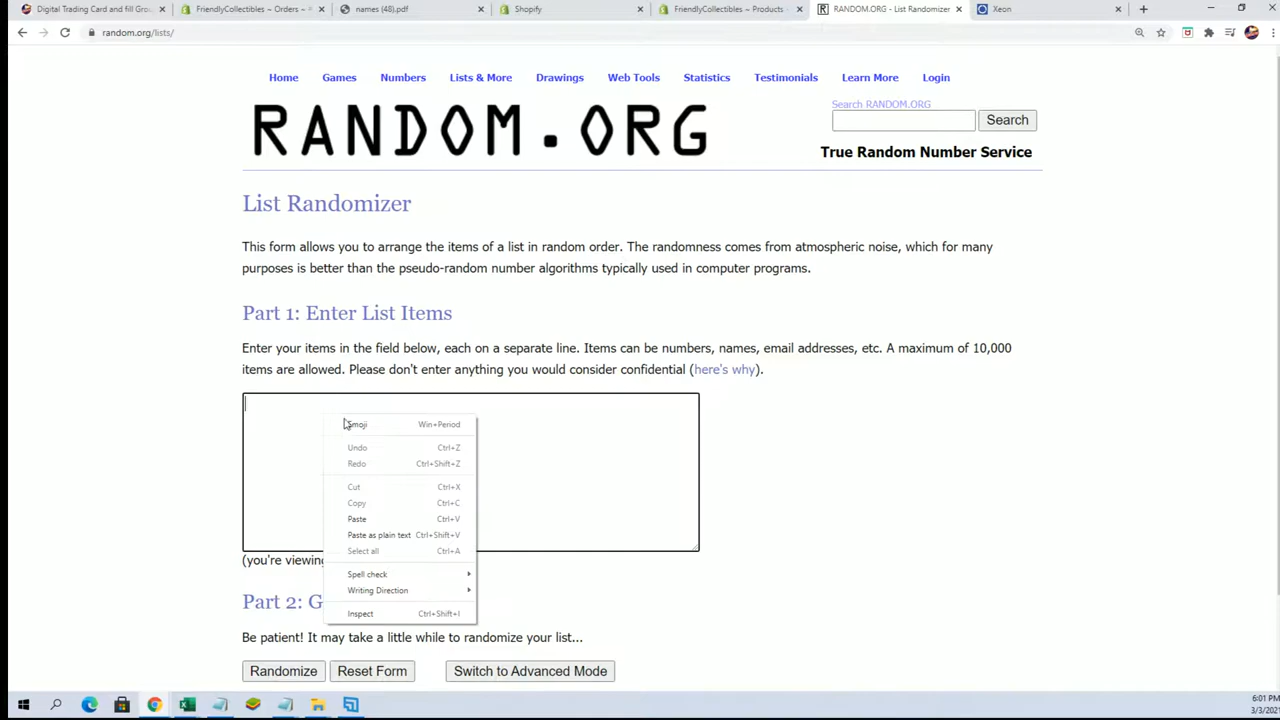 Digital Trading Card and fill Grou
FriendlyCollectibles ~ Orders ~ P
names (48).pdf
Shopify
FriendlyCollectibles ~ Products ~
RANDOM.ORG - List Randomizer
Xeon
random.org/lists/
Home Games Numbers Lists & More Drawings Web Tools Statistics Testimonials Learn More Login
RANDOM.ORG
Search RANDOM.ORG
Search
True Random Number Service
List Randomizer
This form allows you to arrange the items of a list in random order. The randomness comes from atmospheric noise, which for many
purposes is better than the pseudo-random number algorithms typically used in computer programs.
Part 1: Enter List Items
Enter your items in the field below, each on a separate line. Items can be numbers, names, email addresses, etc. A maximum of 10,000
items are allowed. Please don't enter anything you would consider confidential (here's why).
Emoji Win+Period
Undo Ctrl+Z
Redo Ctrl+Shift+Z
Cut Ctrl+X
Copy Ctrl+C
Paste Ctrl+V
Paste as plain text Ctrl+Shift+V
Select all Ctrl+A
Spell check
Writing Direction
Inspect Ctrl+Shift+I
(you're viewing
Part 2: G
Be patient! It may take a little while to randomize your list...
Randomize Reset Form Switch to Advanced Mode
6:01 PM
3/3/202